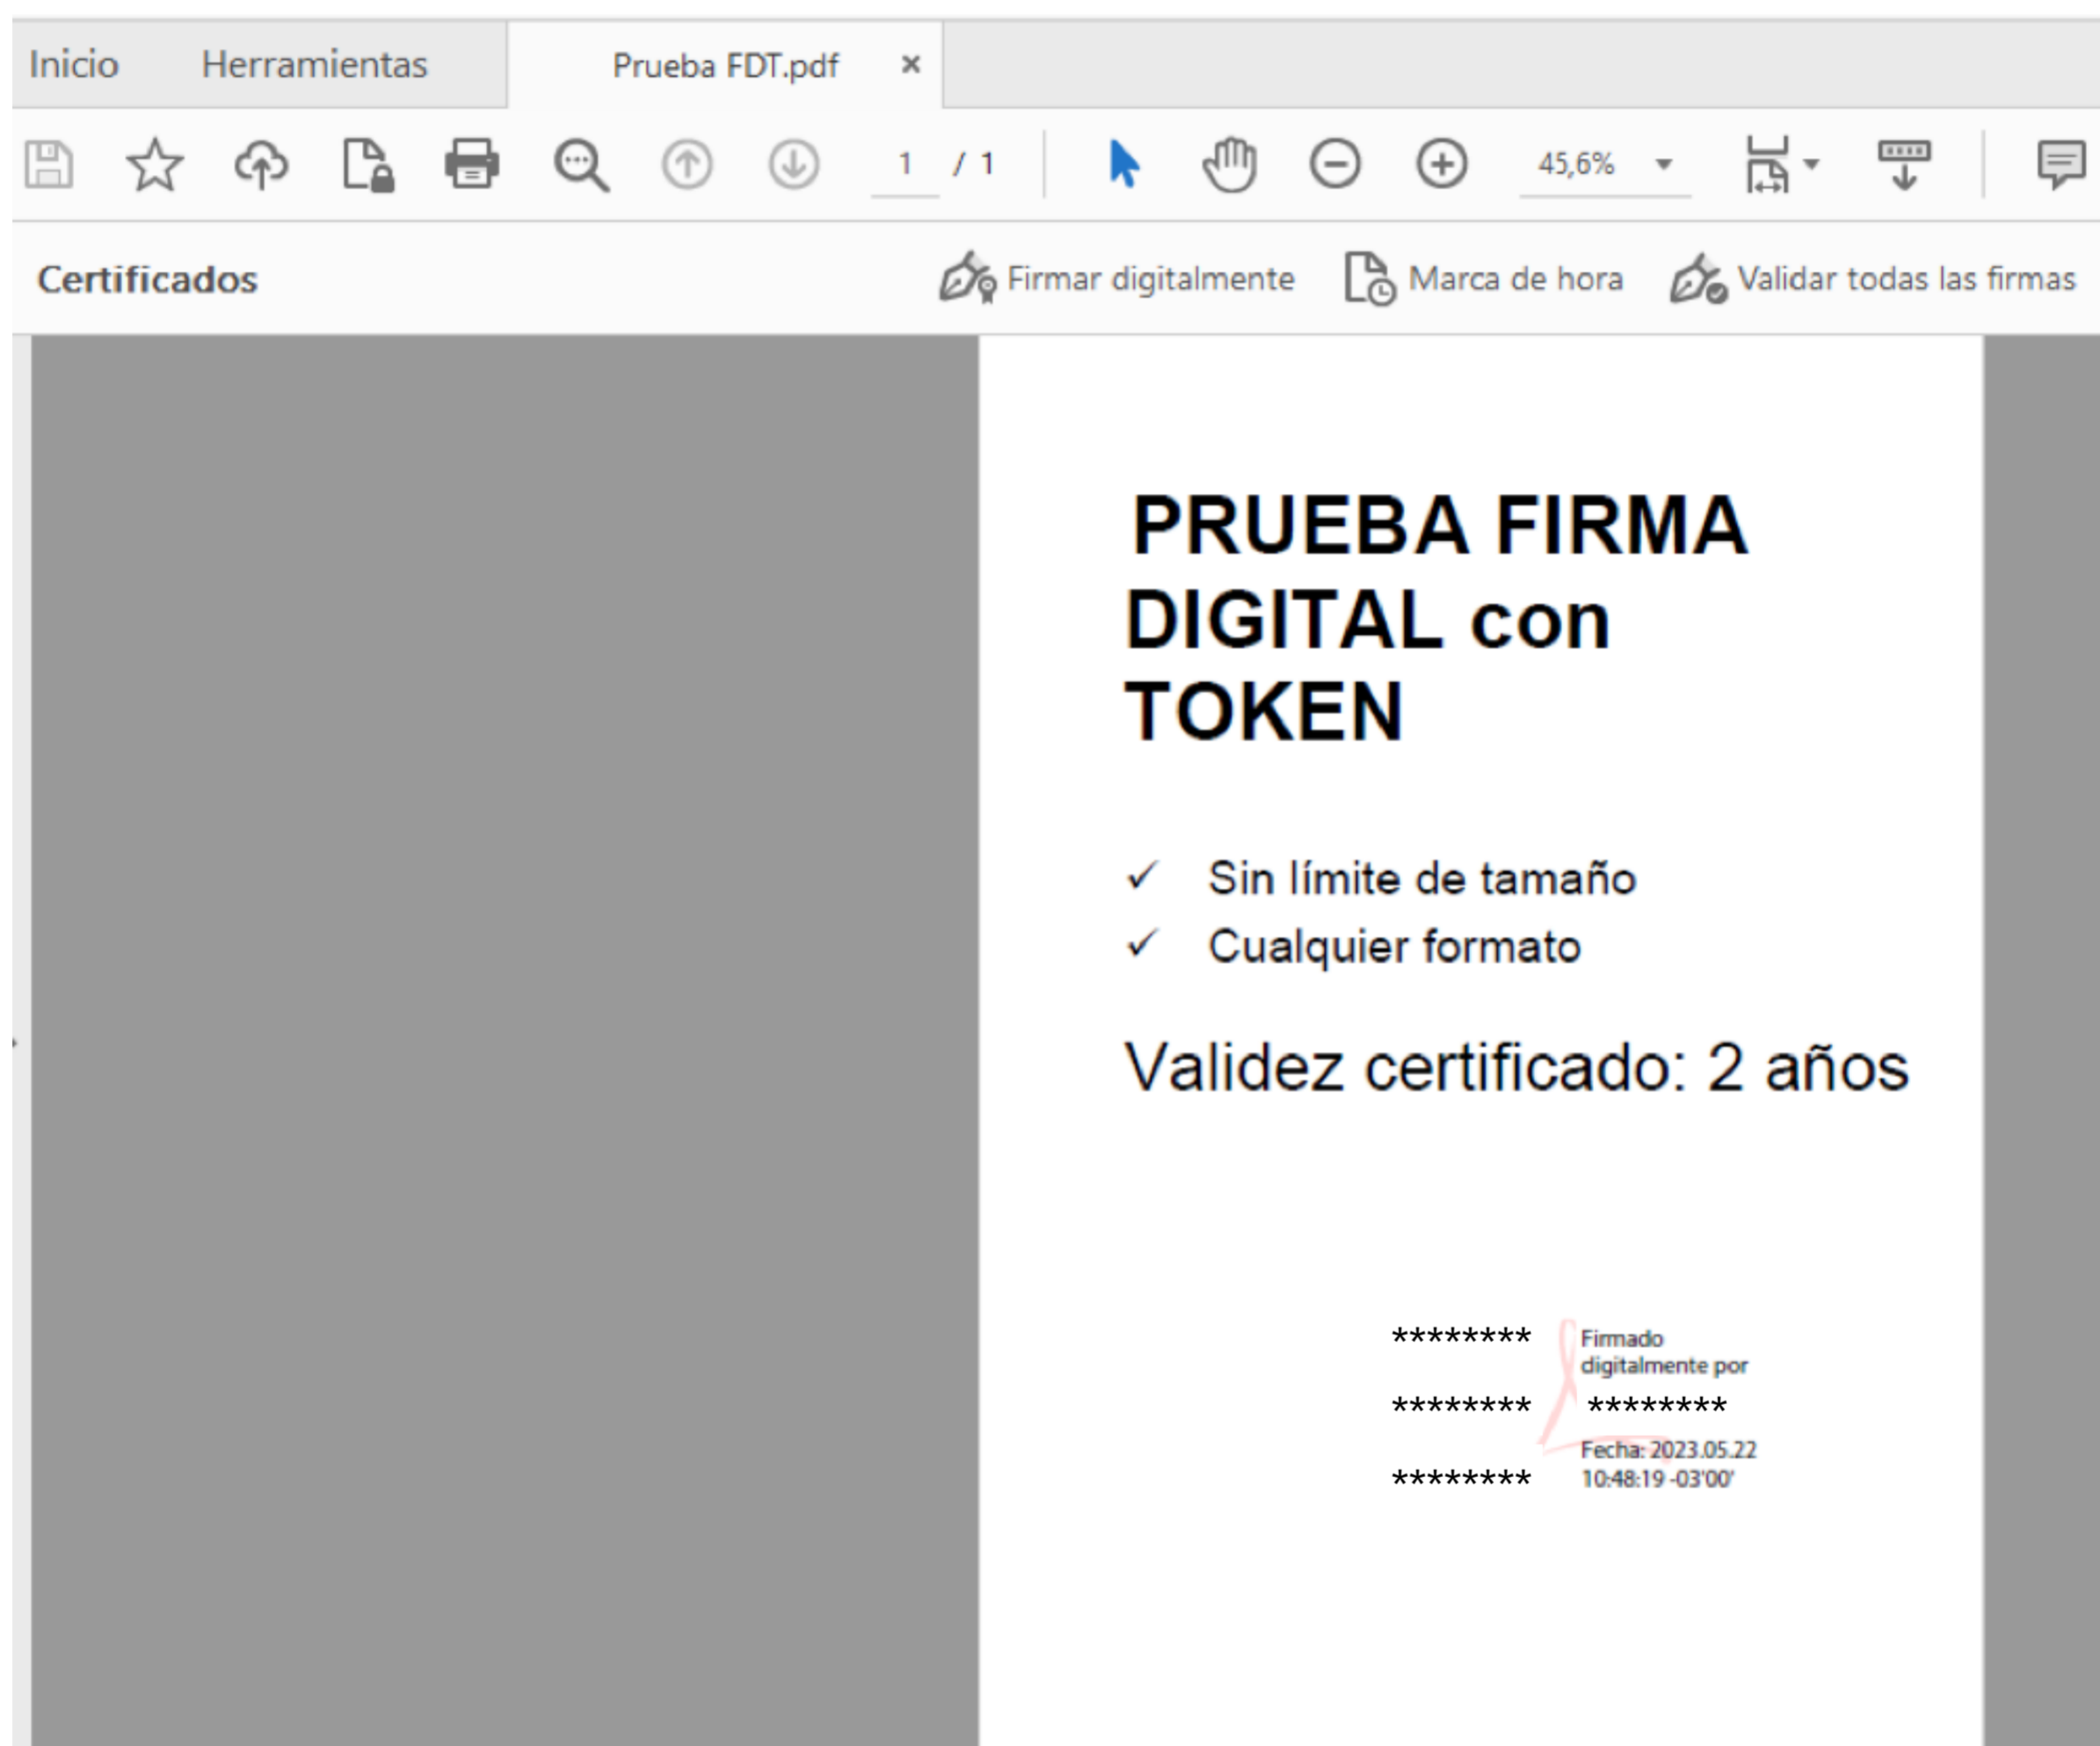 Inicio Herramientas Prueba FDT.pdf ×
1 / 1 45,6%
Certificados Firmar digitalmente Marca de hora Validar todas las firmas
PRUEBA FIRMA
DIGITAL con
TOKEN
✓ Sin límite de tamaño
✓ Cualquier formato
Validez certificado: 2 años
********
********
********
Firmado
digitalmente por
********
Fecha: 2023.05.22
10:48:19 -03'00'